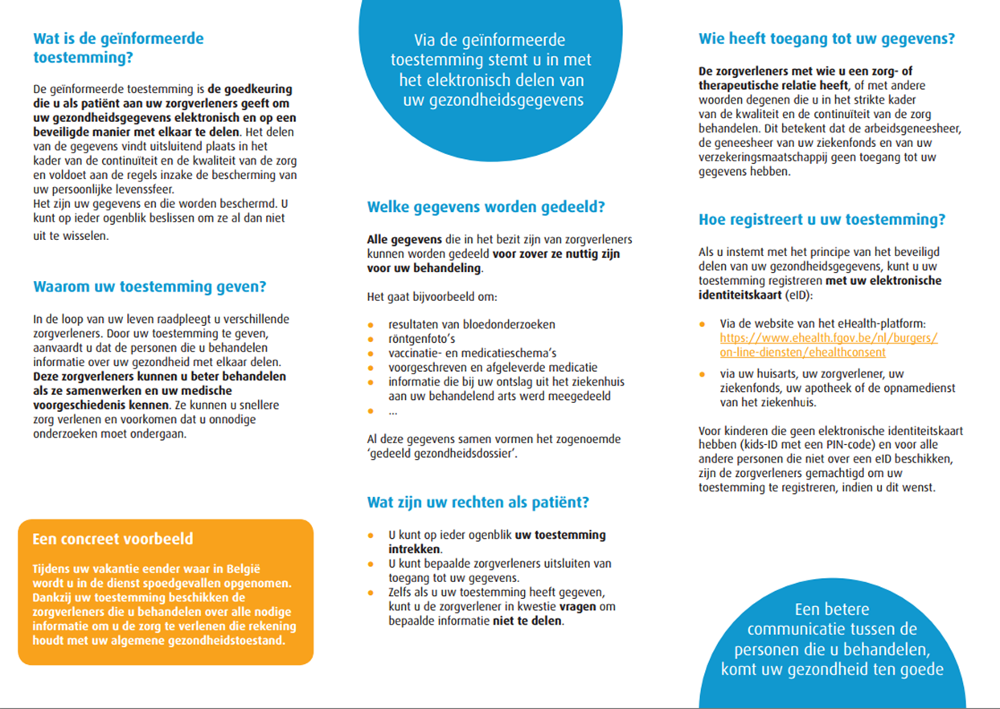 Wat is de geïnformeerde
toestemming?
De geïnformeerde toestemming is de goedkeuring
die u als patiënt aan uw zorgverleners geeft om
uw gezondheidsgegevens elektronisch en op een
beveiligde manier met elkaar te delen. Het delen
van de gegevens vindt uitsluitend plaats in het
kader van de continuïteit en de kwaliteit van de zorg
en voldoet aan de regels inzake de bescherming van
uw persoonlijke levenssfeer.
Het zijn uw gegevens en die worden beschermd. U
kunt op ieder ogenblik beslissen om ze al dan niet
uit te wisselen.
Waarom uw toestemming geven?
In de loop van uw leven raadpleegt u verschillende
zorgverleners. Door uw toestemming te geven,
aanvaardt u dat de personen die u behandelen
informatie over uw gezondheid met elkaar delen.
Deze zorgverleners kunnen u beter behandelen
als ze samenwerken en uw medische
voorgeschiedenis kennen. Ze kunnen u snellere
zorg verlenen en voorkomen dat u onnodige
onderzoeken moet ondergaan.
Een concreet voorbeeld
Tijdens uw vakantie eender waar in België
wordt u in de dienst spoedgevallen opgenomen.
Dankzij uw toestemming beschikken de
zorgverleners die u behandelen over alle nodige
informatie om u de zorg te verlenen die rekening
houdt met uw algemene gezondheidstoestand.
Via de geïnformeerde
toestemming stemt u in met
het elektronisch delen van
uw gezondheidsgegevens
Welke gegevens worden gedeeld?
Alle gegevens die in het bezit zijn van zorgverleners
kunnen worden gedeeld voor zover ze nuttig zijn
voor uw behandeling.
Het gaat bijvoorbeeld om:
• resultaten van bloedonderzoeken
• röntgenfoto's
• vaccinatie- en medicatieschema's
• voorgeschreven en afgeleverde medicatie
• informatie die bij uw ontslag uit het ziekenhuis
aan uw behandelend arts werd meegedeeld
• ...
Al deze gegevens samen vormen het zogenoemde
'gedeeld gezondheidsdossier'.
Wat zijn uw rechten als patiënt?
• U kunt op ieder ogenblik uw toestemming
intrekken.
• U kunt bepaalde zorgverleners uitsluiten van
toegang tot uw gegevens.
• Zelfs als u uw toestemming heeft gegeven,
kunt u de zorgverlener in kwestie vragen om
bepaalde informatie niet te delen.
Wie heeft toegang tot uw gegevens?
De zorgverleners met wie u een zorg- of
therapeutische relatie heeft, of met andere
woorden degenen die u in het strikte kader
van de kwaliteit en de continuïteit van de zorg
behandelen. Dit betekent dat de arbeidsgeneesheer,
de geneesheer van uw ziekenfonds en van uw
verzekeringsmaatschappij geen toegang tot uw
gegevens hebben.
Hoe registreert u uw toestemming?
Als u instemt met het principe van het beveiligd
delen van uw gezondheidsgegevens, kunt u uw
toestemming registreren met uw elektronische
identiteitskaart (eID):
• Via de website van het eHealth-platform:
https://www.ehealth.fgov.be/nl/burgers/
on-line-diensten/ehealthconsent
• via uw huisarts, uw zorgverlener, uw
ziekenfonds, uw apotheek of de opnamedienst
van het ziekenhuis.
Voor kinderen die geen elektronische identiteitskaart
hebben (kids-ID met een PIN-code) en voor alle
andere personen die niet over een eID beschikken,
zijn de zorgverleners gemachtigd om uw
toestemming te registreren, indien u dit wenst.
Een betere
communicatie tussen de
personen die u behandelen,
komt uw gezondheid ten goede